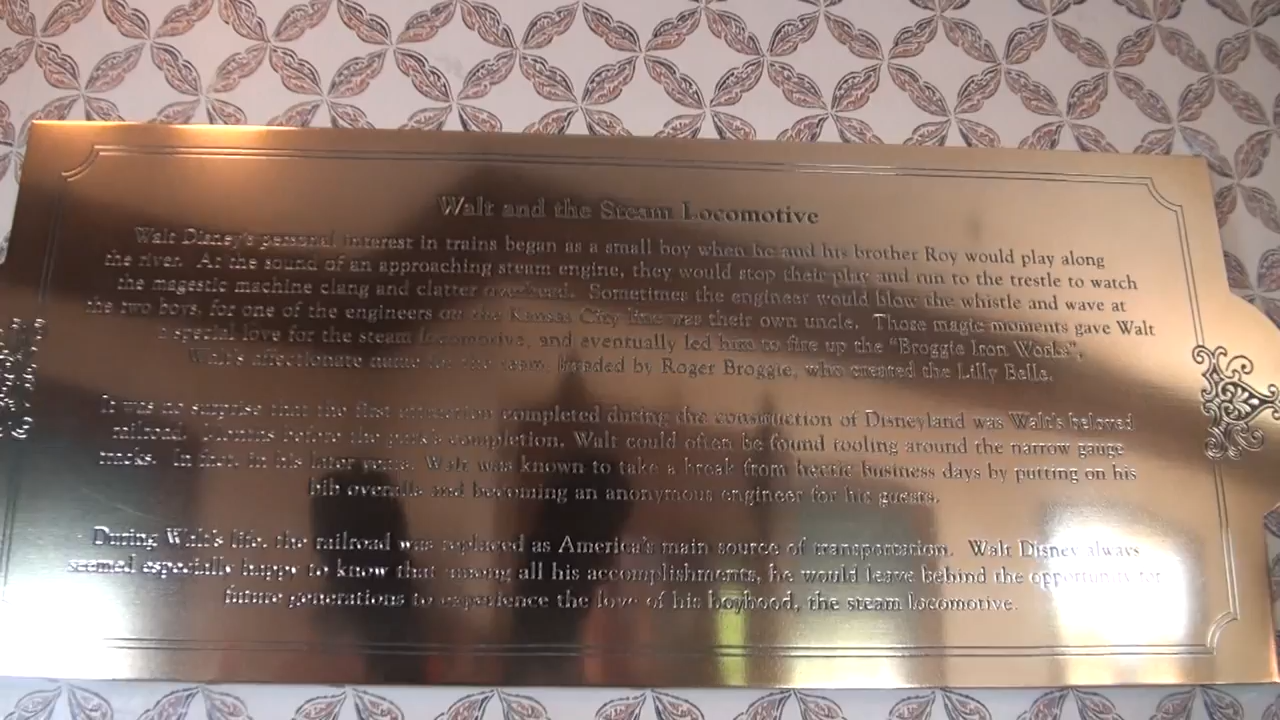 Walt and the Steam Locomotive
Walt Disney's personal interest in trains began as a small boy when he and his brother Roy would play along
the river. At the sound of an approaching steam engine, they would stop their play and run to the trestle to watch
the magestic machine clang and clatter overhead. Sometimes the engineer would blow the whistle and wave at
the two boys, for one of the engineers on the Kansas City line was their own uncle. Those magic moments gave Walt
a special love for the steam locomotive, and eventually led him to fire up the "Broggie Iron Works",
Walt's affectionate name for the team headed by Roger Broggie, who created the Lilly Belle.
It was no surprise that the first attraction completed during the construction of Disneyland was Walt's beloved
railroad. months before the park's completion, Walt could often be found tooling around the narrow gauge
tracks. In fact, in his later years, Walt was known to take a break from hectic business days by putting on his
bib overalls and becoming an anonymous engineer for his guests.
During Walt's life, the railroad was replaced as America's main source of transportation. Walt Disney always
seemed especially happy to know that among all his accomplishments, he would leave behind the opportunity for
future generations to experience the love of his boyhood, the steam locomotive.